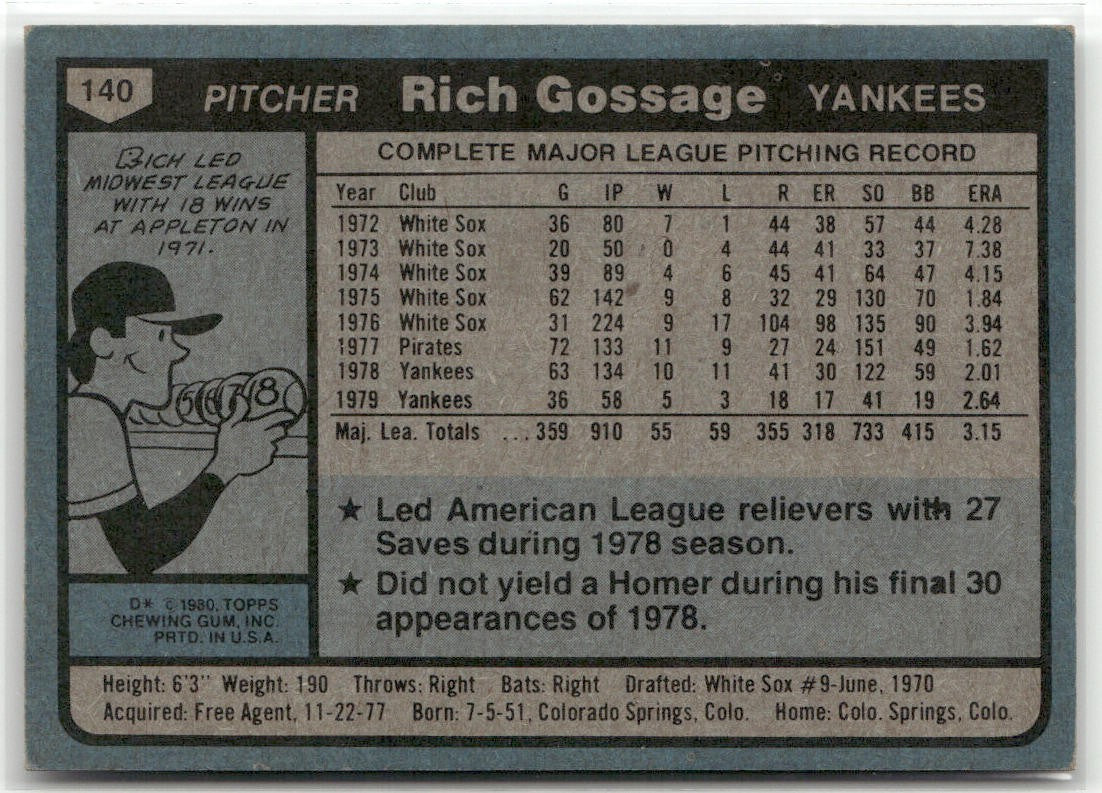 140 PITCHER Rich Gossage YANKEES
RICH LED
MIDWEST LEAGUE
WITH 18 WINS
AT APPLETON IN
1971.
5678
D* © 1980, TOPPS
CHEWING GUM, INC.
PRTD. IN U.S.A.
COMPLETE MAJOR LEAGUE PITCHING RECORD
Year Club G IP W L R ER SO BB ERA
1972 White Sox 36 80 7 1 44 38 57 44 4.28
1973 White Sox 20 50 0 4 44 41 33 37 7.38
1974 White Sox 39 89 4 6 45 41 64 47 4.15
1975 White Sox 62 142 9 8 32 29 130 70 1.84
1976 White Sox 31 224 9 17 104 98 135 90 3.94
1977 Pirates 72 133 11 9 27 24 151 49 1.62
1978 Yankees 63 134 10 11 41 30 122 59 2.01
1979 Yankees 36 58 5 3 18 17 41 19 2.64
Maj. Lea. Totals ... 359 910 55 59 355 318 733 415 3.15
★ Led American League relievers with 27
Saves during 1978 season.
★ Did not yield a Homer during his final 30
appearances of 1978.
Height: 6'3" Weight: 190 Throws: Right Bats: Right Drafted: White Sox #9-June, 1970
Acquired: Free Agent, 11-22-77 Born: 7-5-51, Colorado Springs, Colo. Home: Colo. Springs, Colo.